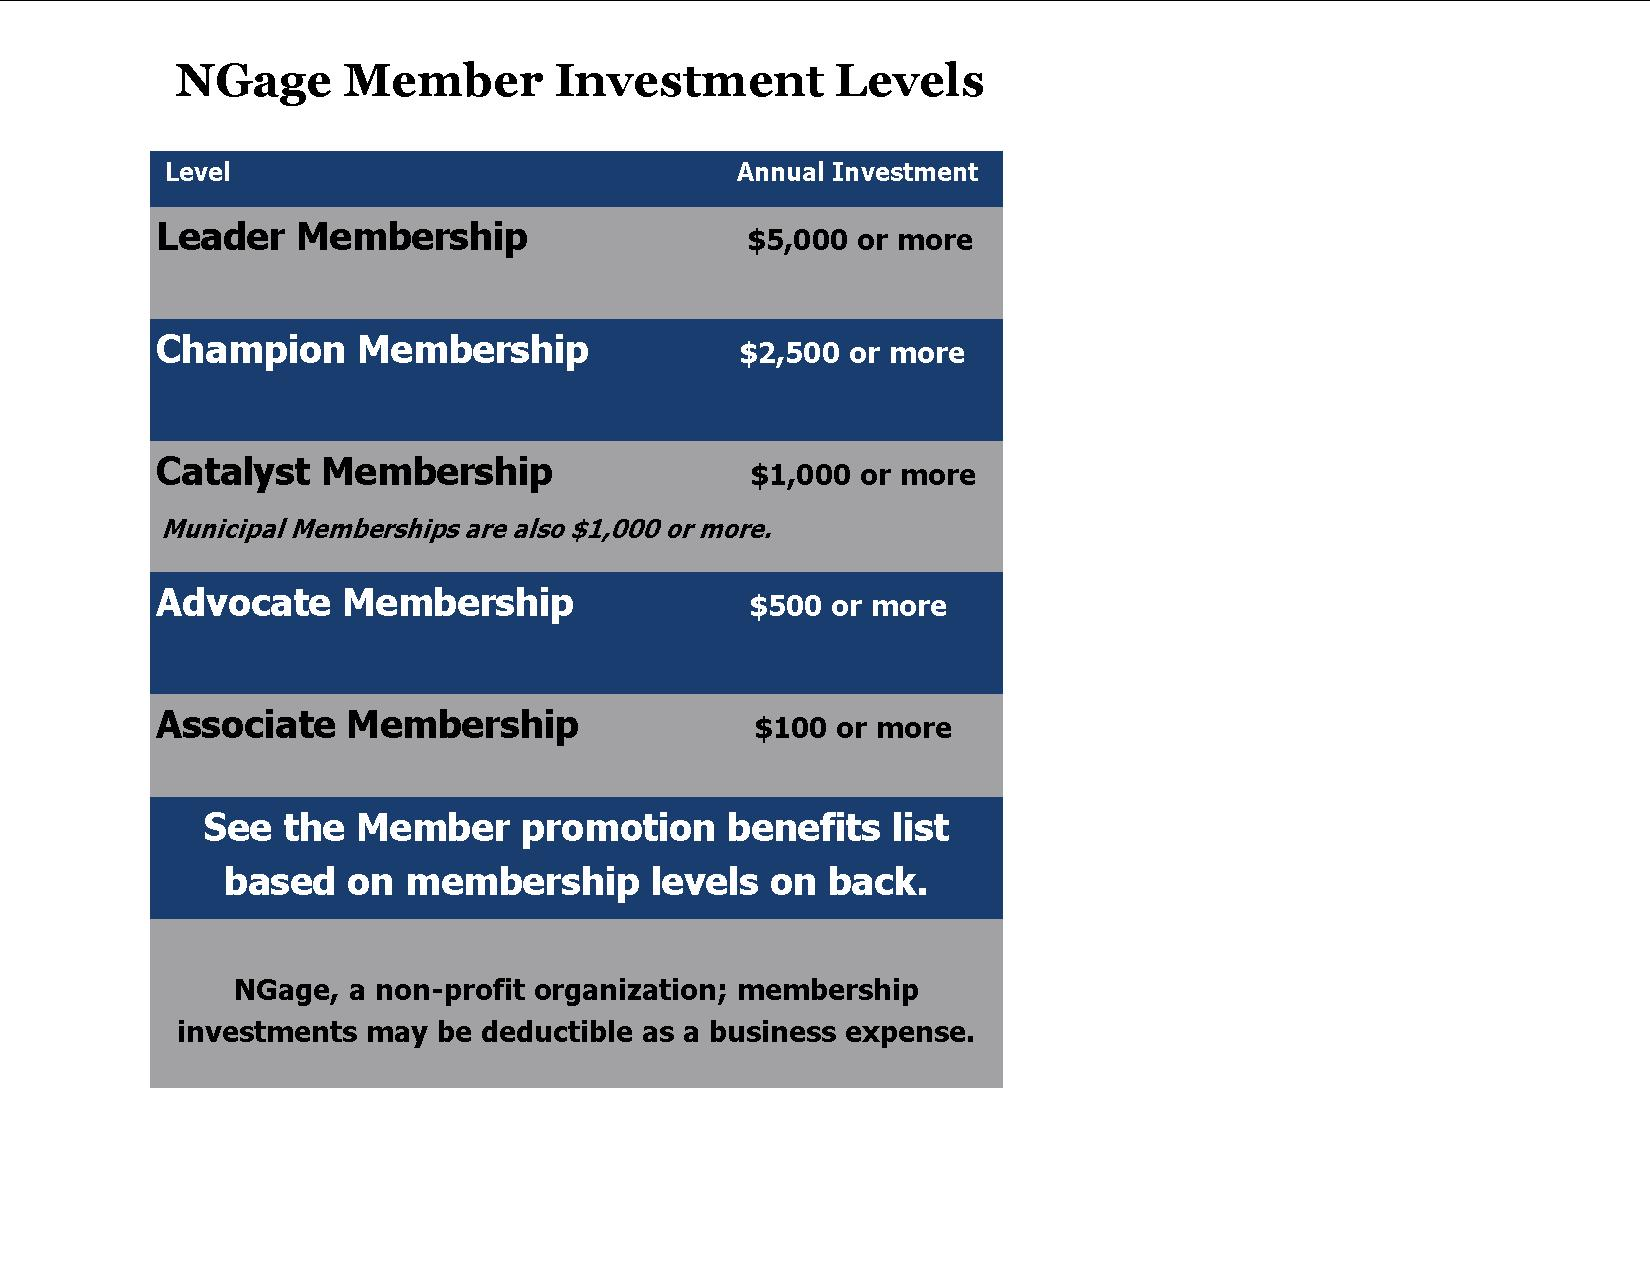 NGage Member Investment Levels
Level Annual Investment
Leader Membership $5,000 or more
Champion Membership $2,500 or more
Catalyst Membership $1,000 or more
Municipal Memberships are also $1,000 or more.
Advocate Membership $500 or more
Associate Membership $100 or more
See the Member promotion benefits list
based on membership levels on back.
NGage, a non-profit organization; membership
investments may be deductible as a business expense.